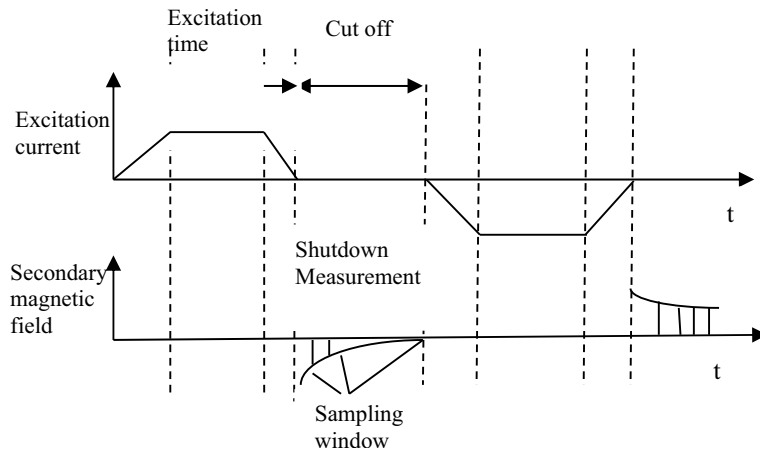 Excitation
time
Cut off
Excitation
current
t
Shutdown
Measurement
Secondary
magnetic
field
t
Sampling
window